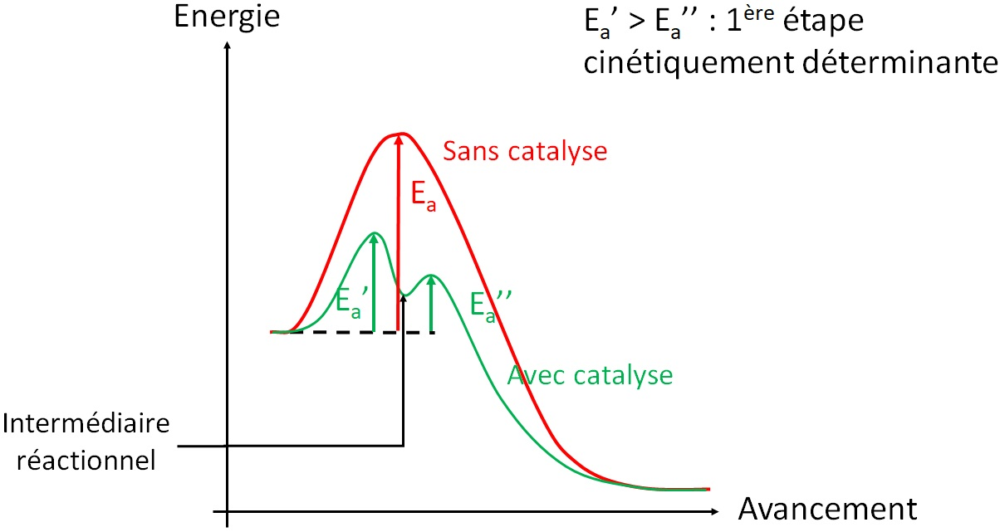 Energie
Eₐ’ > Eₐ’’ : 1ère étape
cinétiquement déterminante
Sans catalyse
Eₐ
Eₐ’
Eₐ’’
Avec catalyse
Intermédiaire
réactionnel
Avancement